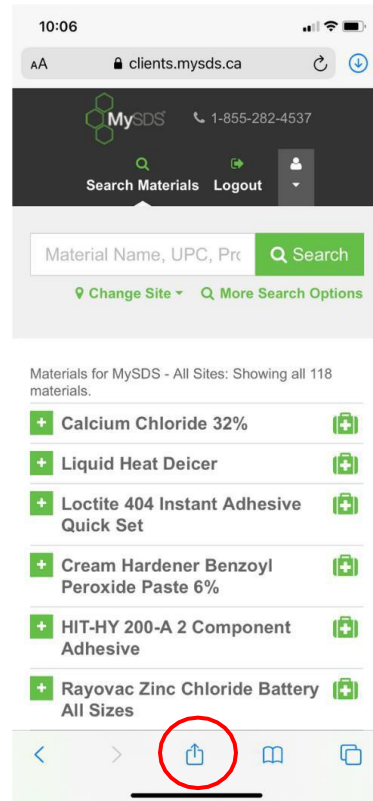 10:06
AA clients.mysds.ca
MySDS 1-855-282-4537
Search Materials Logout
Material Name, UPC, Prc Search
Change Site More Search Options
Materials for MySDS - All Sites: Showing all 118
materials.
Calcium Chloride 32%
Liquid Heat Deicer
Loctite 404 Instant Adhesive
Quick Set
Cream Hardener Benzoyl
Peroxide Paste 6%
HIT-HY 200-A 2 Component
Adhesive
Rayovac Zinc Chloride Battery
All Sizes